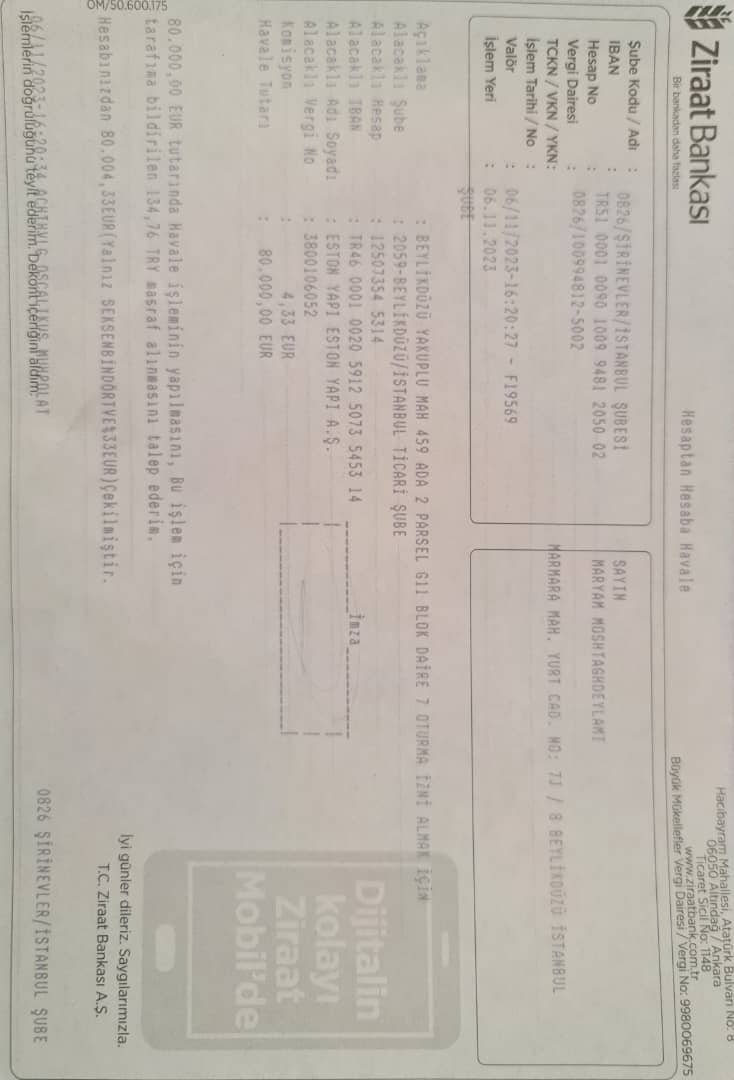 Ziraat Bankası
Bir bankadan daha fazlası
Hesaptan Hesaba Havale
Hacıbayram Mahallesi, Atatürk Bulvarı No: 8
06050 Altındağ / Ankara
Ticaret Sicil No: 1148
www.ziraatbank.com.tr
Büyük Mükellefler Vergi Dairesi / Vergi No: 9980069675
Şube Kodu / Adı : 0826/ŞİRİNEVLER/İSTANBUL ŞUBESİ
IBAN : TR51 0001 0090 1009 9481 2050 02
Hesap No : 0826/100994812-5002
Vergi Dairesi :
TCKN / VKN / YKN:
İşlem Tarihi / No :
Valör : 06/11/2023-16:20:27 - F19569
İşlem Yeri : 06.11.2023
ŞUBE
SAYIN
MARYAM MOSHTAGHDEYLAMI
MARMARA MAH. YURT CAD. NO: 7J / 8 BEYLİKDÜZÜ İSTANBUL
Açıklama : BEYLİKDÜZÜ YAKUPLU MAH 459 ADA 2 PARSEL G11 BLOK DAİRE 7 OTURMA İZNİ ALMAK İÇİN
Alacaklı Şube : 2059-BEYLİKDÜZÜ/İSTANBUL TİCARİ ŞUBE
Alacaklı Hesap : 12507354 5314
Alacaklı IBAN : TR46 0001 0020 5912 5073 5453 14
Alacaklı Adı Soyadı : ESTON YAPI ESTON YAPI A.Ş.
Alacaklı Vergi No : 3800106052
Komisyon : 4,33 EUR
Havale Tutarı : 80.000,00 EUR
İmza
Dijitalin
kolayı
Ziraat
Mobil'de
80.000,00 EUR tutarında Havale işleminin yapılmasını, Bu işlem için
tarafıma bildirilen 134,76 TRY masraf alınmasını talep ederim.
Hesabınızdan 80.004,33EUR(Yalnız SEKSENBİNDÖRTVE%33EUR)Çekilmiştir.
İyi günler dileriz. Saygılarımızla.
T.C. Ziraat Bankası A.Ş.
06/11/2023-16:20:34
İşlemlerin doğruluğunu teyit ederim. Dekont içeriğini aldım.
0826 ŞİRİNEVLER/İSTANBUL ŞUBE
OM/50.600.175